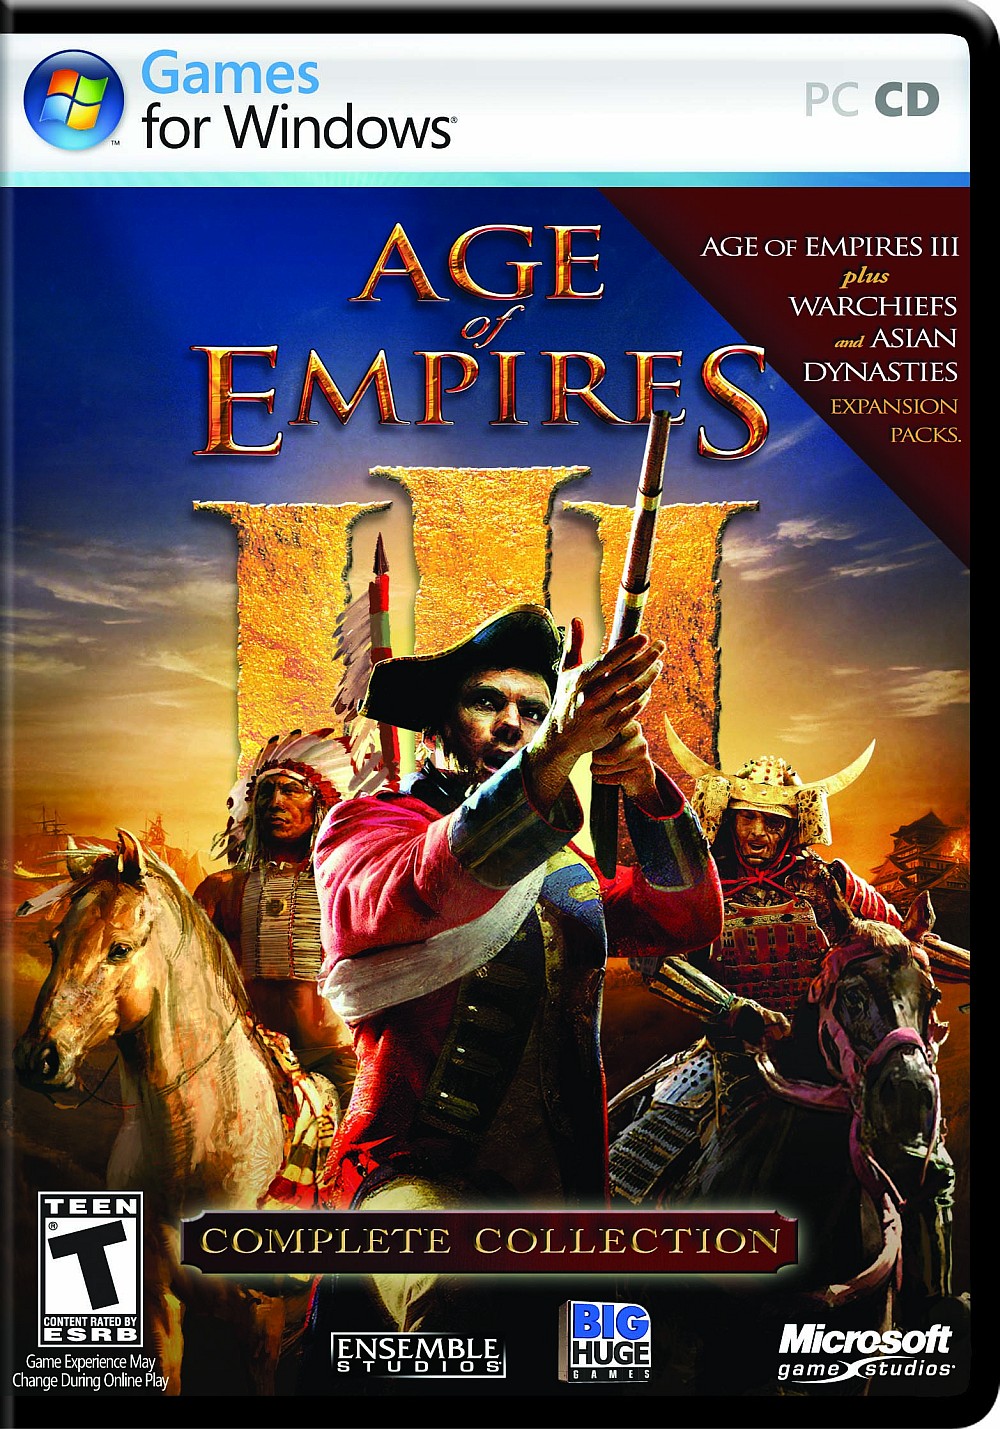 Games
for Windows®
™
PC CD
AGE
of
EMPIRES
III
AGE OF EMPIRES III
plus
WARCHIEFS
and ASIAN
DYNASTIES
EXPANSION
PACKS.
COMPLETE COLLECTION
TEEN
®
T
CONTENT RATED BY
ESRB
Game Experience May
Change During Online Play
ENSEMBLE
STUDIOS
BIG
HUGE
GAMES
Microsoft
game studios®